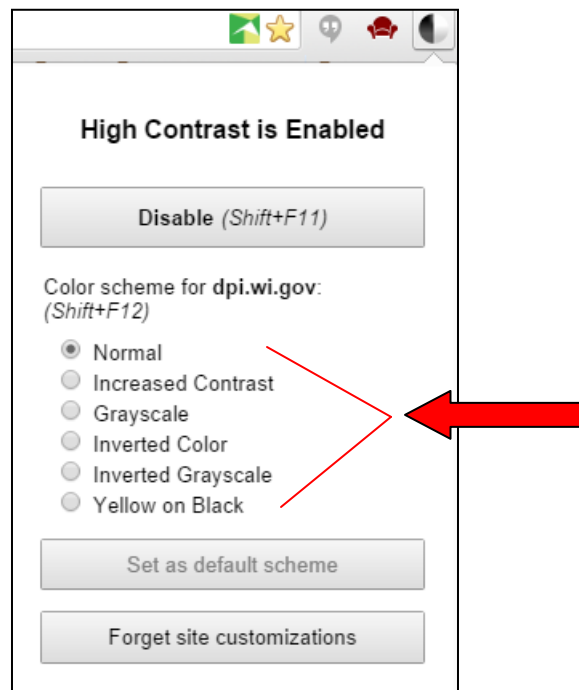 High Contrast is Enabled
Disable (Shift+F11)
Color scheme for dpi.wi.gov:
(Shift+F12)
Normal
Increased Contrast
Grayscale
Inverted Color
Inverted Grayscale
Yellow on Black
Set as default scheme
Forget site customizations